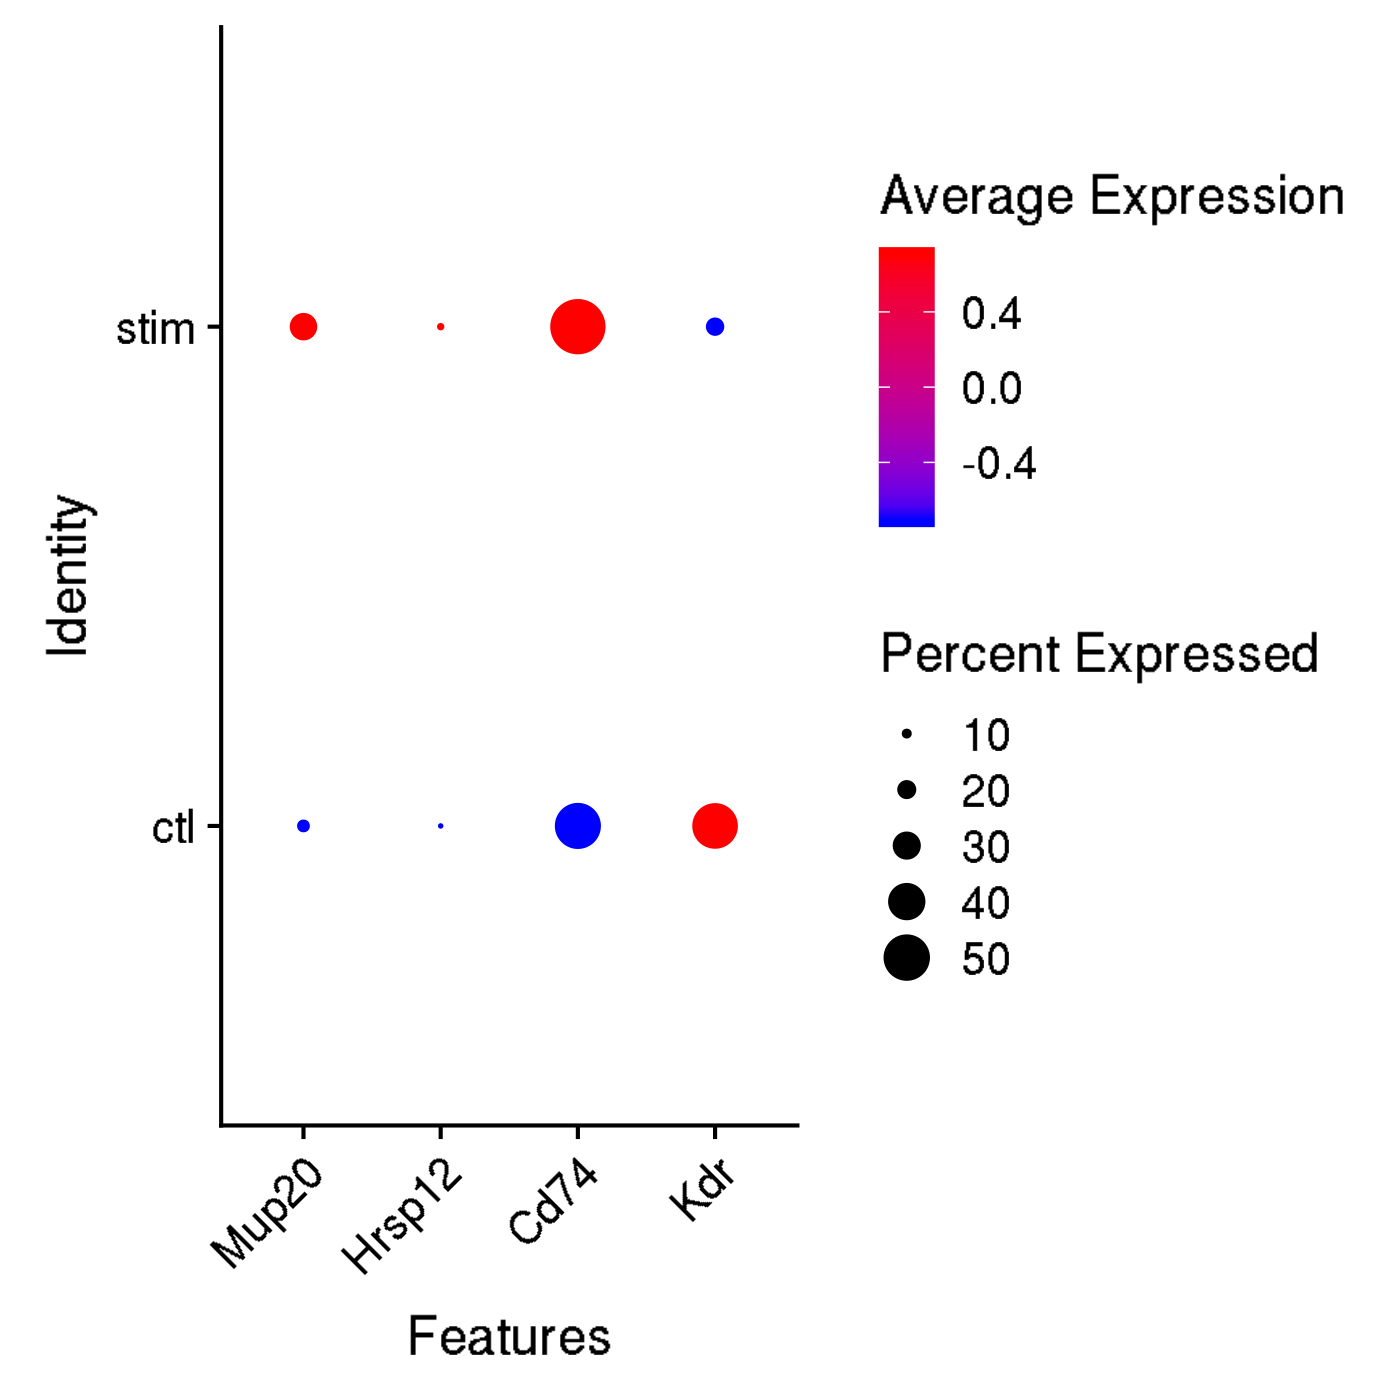 Average Expression
0.4
0.0
-0.4
stim
ctl
Identity
Percent Expressed
10
20
30
40
50
Mup20
Hrsp12
Cd74
Kdr
Features